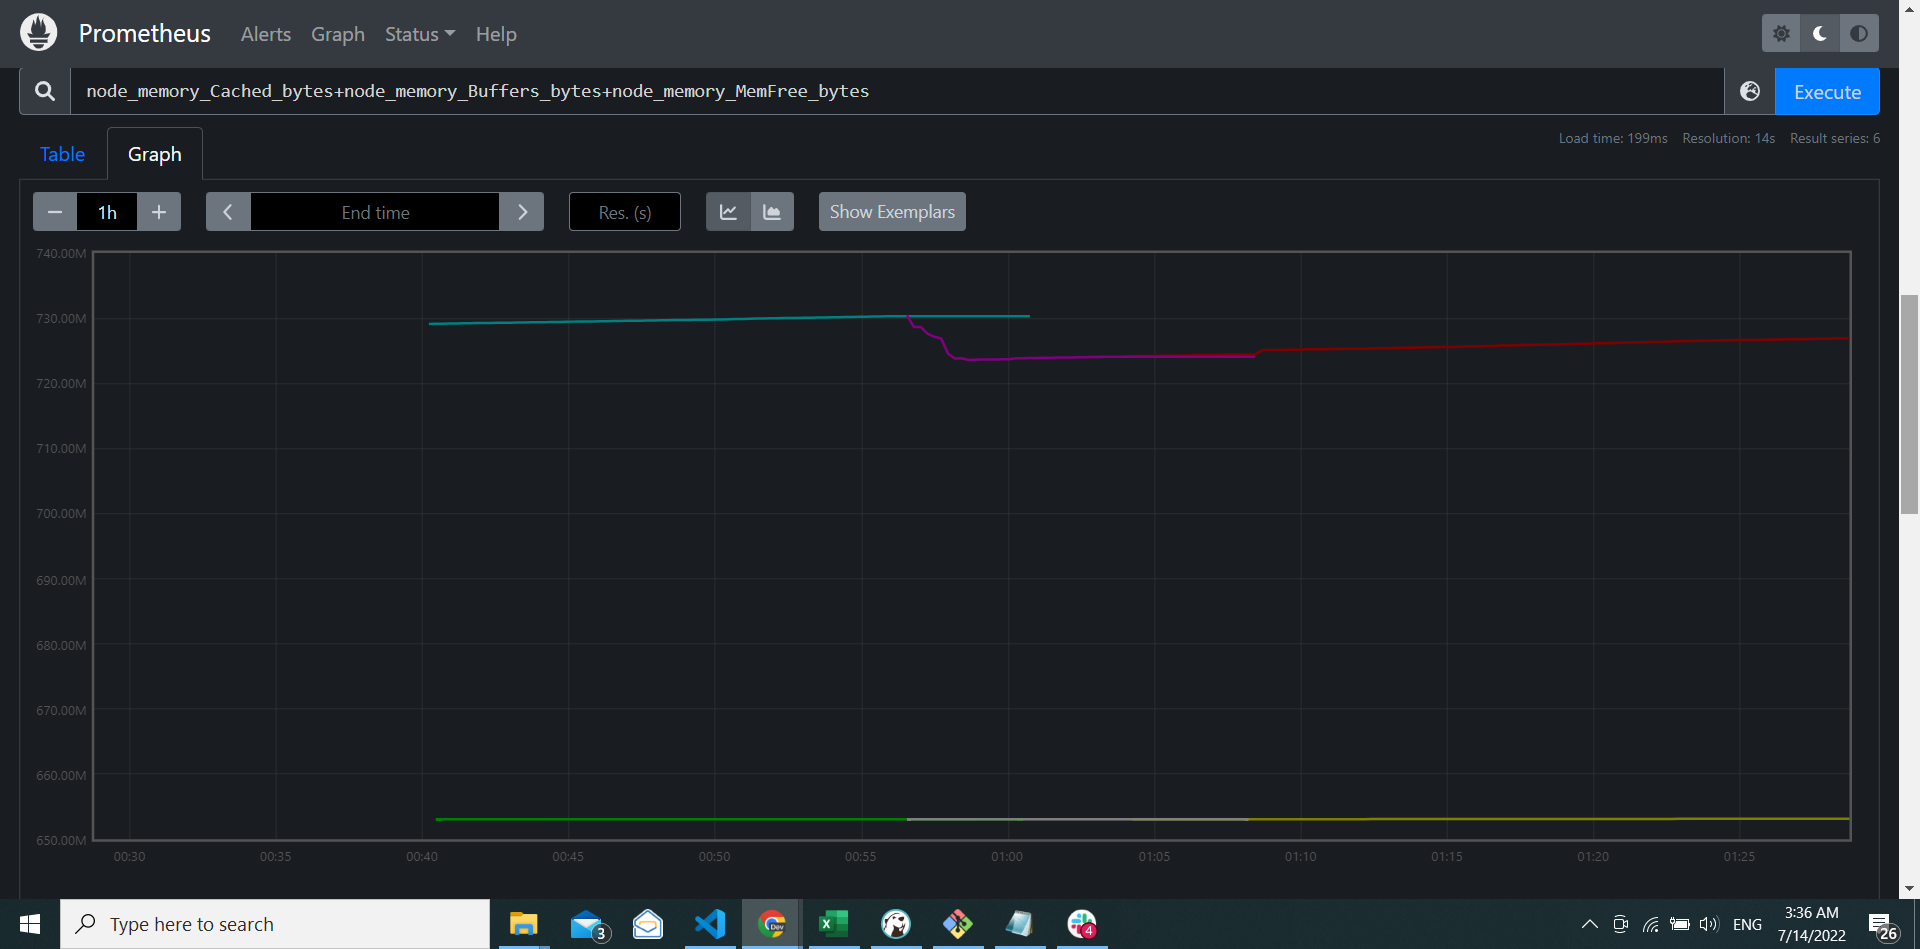 Prometheus Alerts Graph Status Help
node_memory_Cached_bytes+node_memory_Buffers_bytes+node_memory_MemFree_bytes
Execute
Table Graph
Load time: 199ms Resolution: 14s Result series: 6
1h End time Res. (s) Show Exemplars
740.00M
730.00M
720.00M
710.00M
700.00M
690.00M
680.00M
670.00M
660.00M
650.00M
00:30 00:35 00:40 00:45 00:50 00:55 01:00 01:05 01:10 01:15 01:20 01:25
Type here to search
3
Dev
4
ENG
3:36 AM
7/14/2022
26